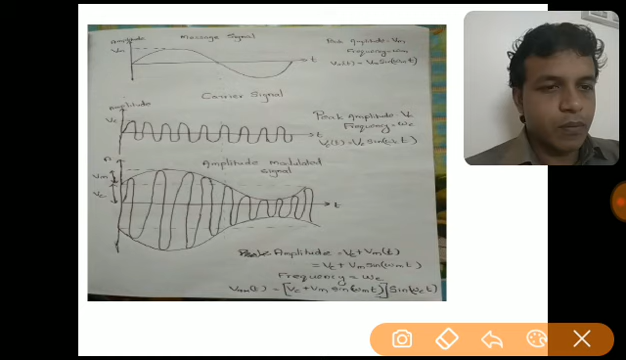 Amplitude
Message Signal
Vm
t
Peak Amplitude = Vm
Frequency = ωm
Vm(t) = Vm sin(ωm t)
Carrier Signal
Amplitude
Vc
t
Peak Amplitude = Vc
Frequency = ωc
Vc(t) = Vc sin(ωc t)
A
Amplitude modulated
signal
Vm
Vc
t
Peak Amplitude = Vc + Vm(t)
= Vc + Vm sin(ωm t)
Frequency = ωc
[Vc + Vm sin(ωm t)] Sin(ωc t)